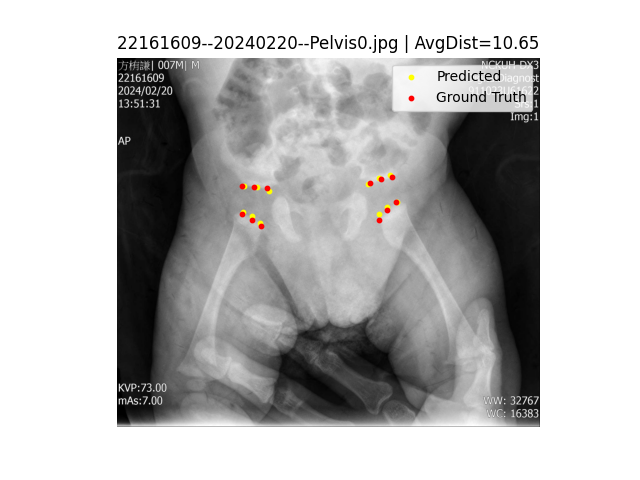 22161609--20240220--Pelvis0.jpg | AvgDist=10.65
007M| M
22161609
2024/02/20
13:51:31
AP
NCKUH-DX3
Predicted
Ground Truth
Img:1
KVP:73.00
mAs:7.00
WW: 32767
WC: 16383